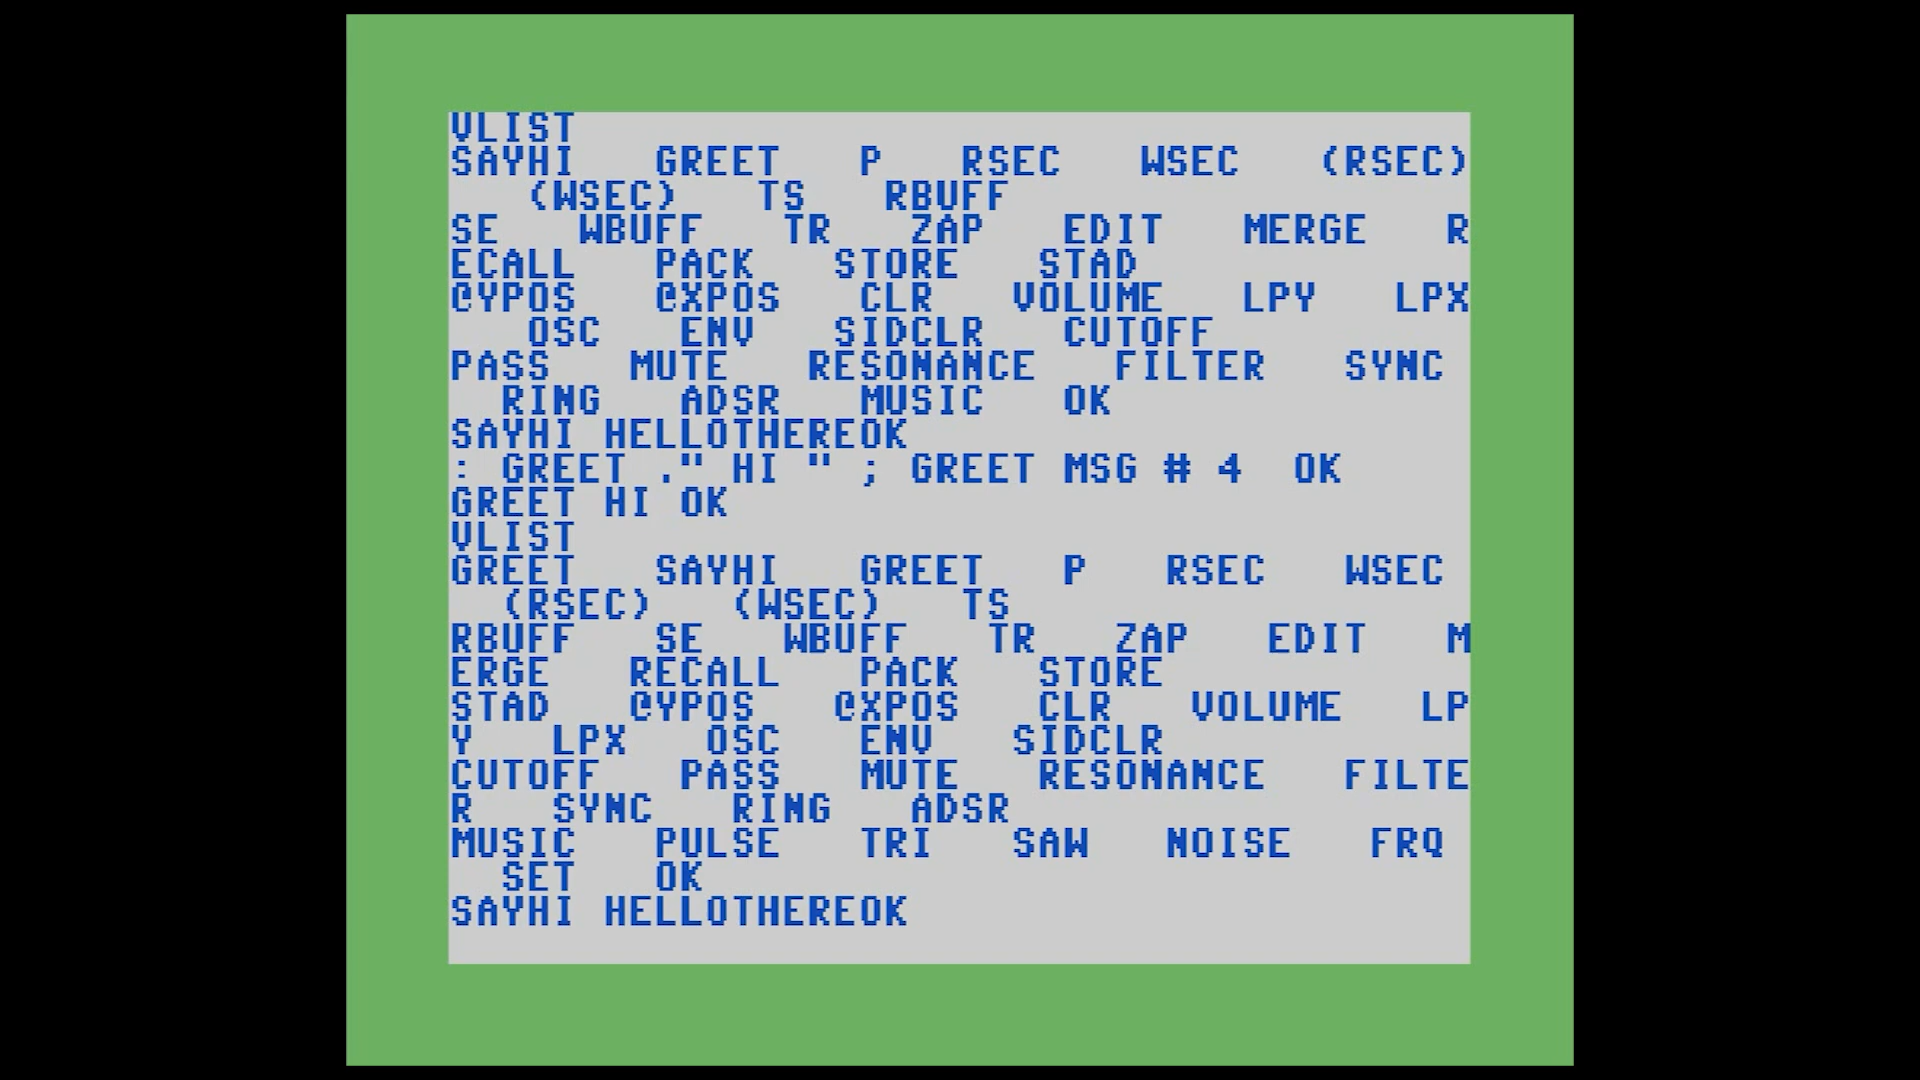 VLIST
SAYHI   GREET   P   RSEC   WSEC   (RSEC)
   (WSEC)   TS   RBUFF
SE   WBUFF   TR   ZAP   EDIT   MERGE   R
ECALL   PACK   STORE   STAD
@YPOS   @XPOS   CLR   VOLUME   LPY   LPX
   OSC   ENV   SIDCLR   CUTOFF
PASS   MUTE   RESONANCE   FILTER   SYNC
  RING   ADSR   MUSIC   OK
SAYHI HELLOTHEREOK
: GREET ." HI " ; GREET MSG # 4  OK
GREET HI OK
VLIST
GREET   SAYHI   GREET   P   RSEC   WSEC
  (RSEC)   (WSEC)   TS
RBUFF   SE   WBUFF   TR   ZAP   EDIT   M
ERGE   RECALL   PACK   STORE
STAD   @YPOS   @XPOS   CLR   VOLUME   LP
Y   LPX   OSC   ENV   SIDCLR
CUTOFF   PASS   MUTE   RESONANCE   FILTE
R   SYNC   RING   ADSR
MUSIC   PULSE   TRI   SAW   NOISE   FRQ
  SET   OK
SAYHI HELLOTHEREOK